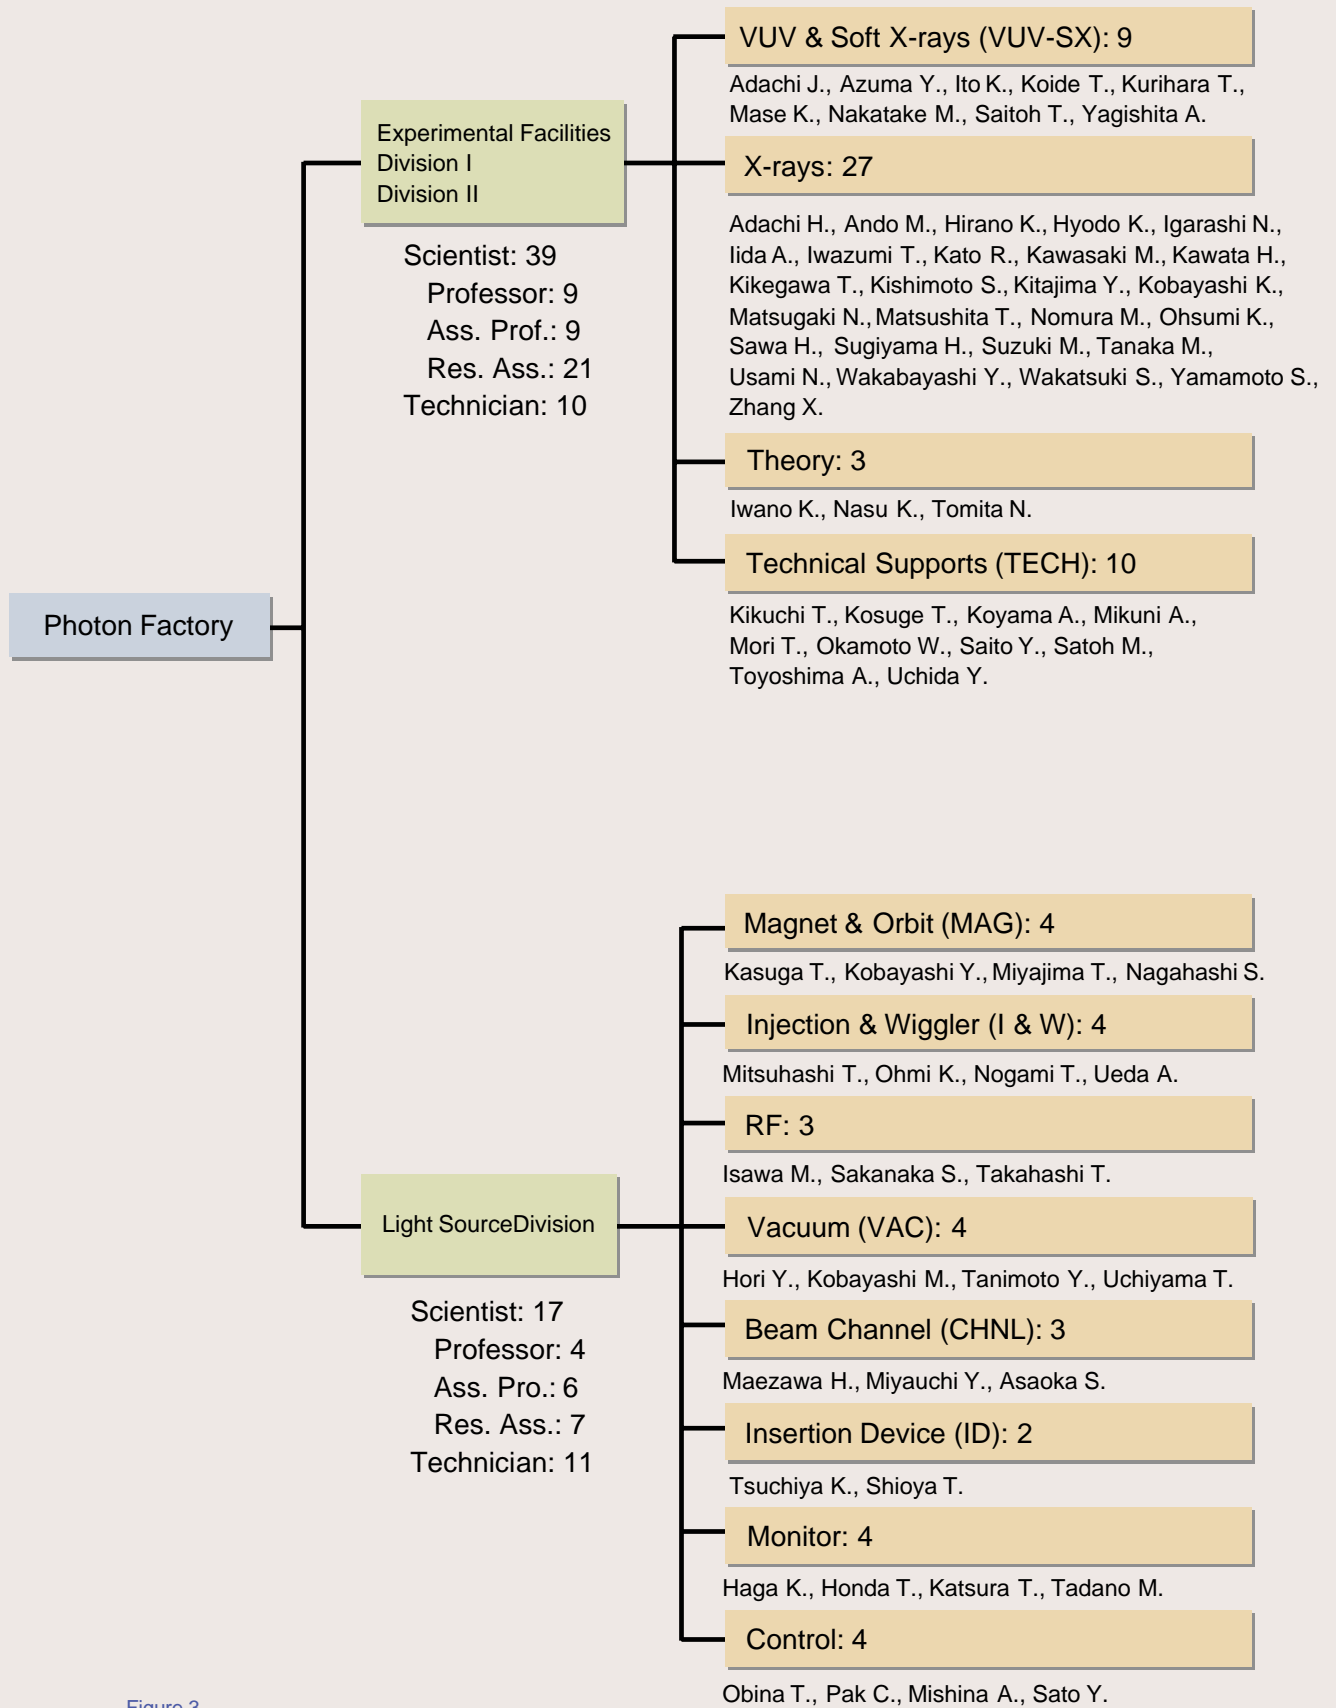 Photon Factory
Experimental Facilities
Division I
Division II
Scientist: 39
Professor: 9
Ass. Prof.: 9
Res. Ass.: 21
Technician: 10
VUV & Soft X-rays (VUV-SX): 9
Adachi J., Azuma Y., Ito K., Koide T., Kurihara T.,
Mase K., Nakatake M., Saitoh T., Yagishita A.
X-rays: 27
Adachi H., Ando M., Hirano K., Hyodo K., Igarashi N.,
Iida A., Iwazumi T., Kato R., Kawasaki M., Kawata H.,
Kikegawa T., Kishimoto S., Kitajima Y., Kobayashi K.,
Matsugaki N., Matsushita T., Nomura M., Ohsumi K.,
Sawa H., Sugiyama H., Suzuki M., Tanaka M.,
Usami N., Wakabayashi Y., Wakatsuki S., Yamamoto S.,
Zhang X.
Theory: 3
Iwano K., Nasu K., Tomita N.
Technical Supports (TECH): 10
Kikuchi T., Kosuge T., Koyama A., Mikuni A.,
Mori T., Okamoto W., Saito Y., Satoh M.,
Toyoshima A., Uchida Y.
Light SourceDivision
Scientist: 17
Professor: 4
Ass. Pro.: 6
Res. Ass.: 7
Technician: 11
Magnet & Orbit (MAG): 4
Kasuga T., Kobayashi Y., Miyajima T., Nagahashi S.
Injection & Wiggler (I & W): 4
Mitsuhashi T., Ohmi K., Nogami T., Ueda A.
RF: 3
Isawa M., Sakanaka S., Takahashi T.
Vacuum (VAC): 4
Hori Y., Kobayashi M., Tanimoto Y., Uchiyama T.
Beam Channel (CHNL): 3
Maezawa H., Miyauchi Y., Asaoka S.
Insertion Device (ID): 2
Tsuchiya K., Shioya T.
Monitor: 4
Haga K., Honda T., Katsura T., Tadano M.
Control: 4
Obina T., Pak C., Mishina A., Sato Y.
Figure 3